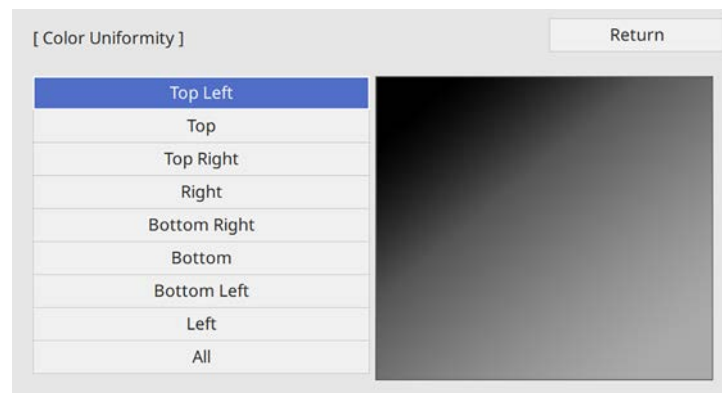 [ Color Uniformity ]
Return
Top Left
Top
Top Right
Right
Bottom Right
Bottom
Bottom Left
Left
All